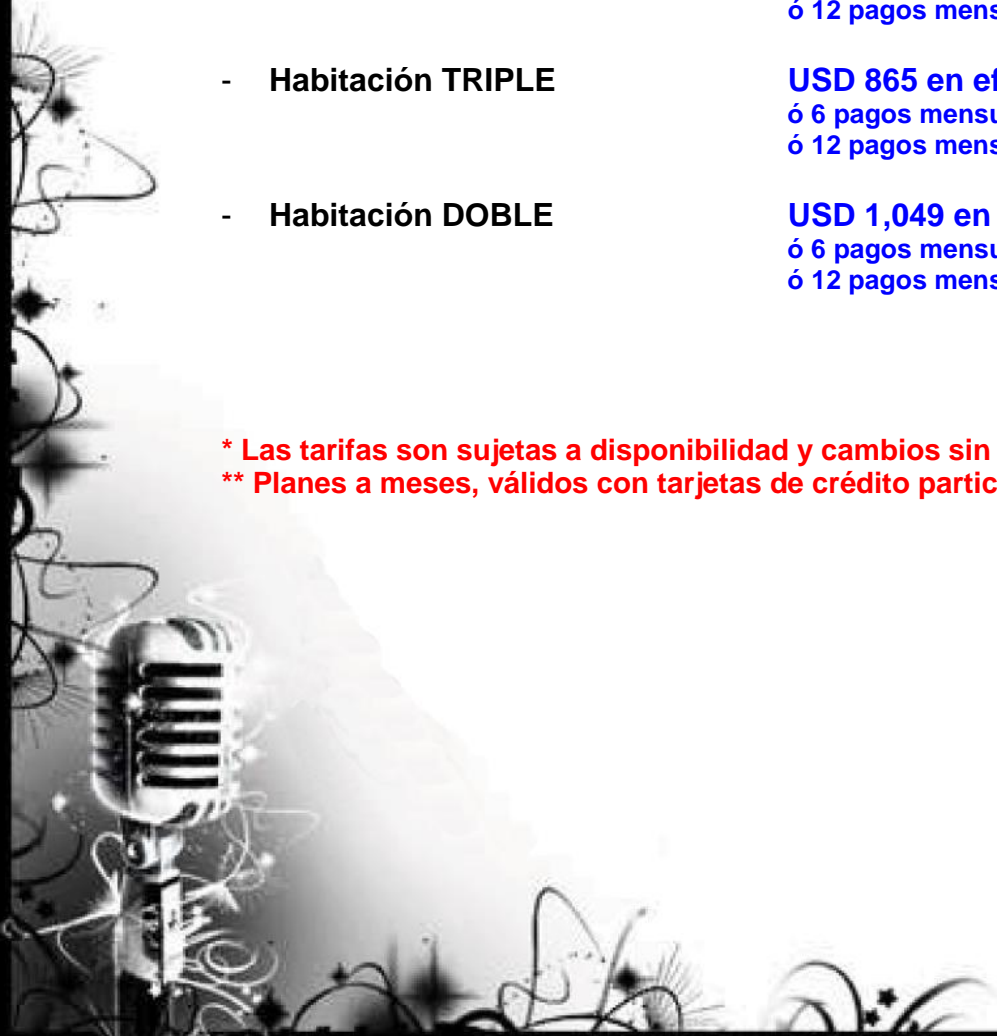 ó 12 pagos mens
- Habitación TRIPLE USD 865 en ef
ó 6 pagos mensu
ó 12 pagos mens
- Habitación DOBLE USD 1,049 en
ó 6 pagos mensu
ó 12 pagos mens
* Las tarifas son sujetas a disponibilidad y cambios sin
** Planes a meses, válidos con tarjetas de crédito partic